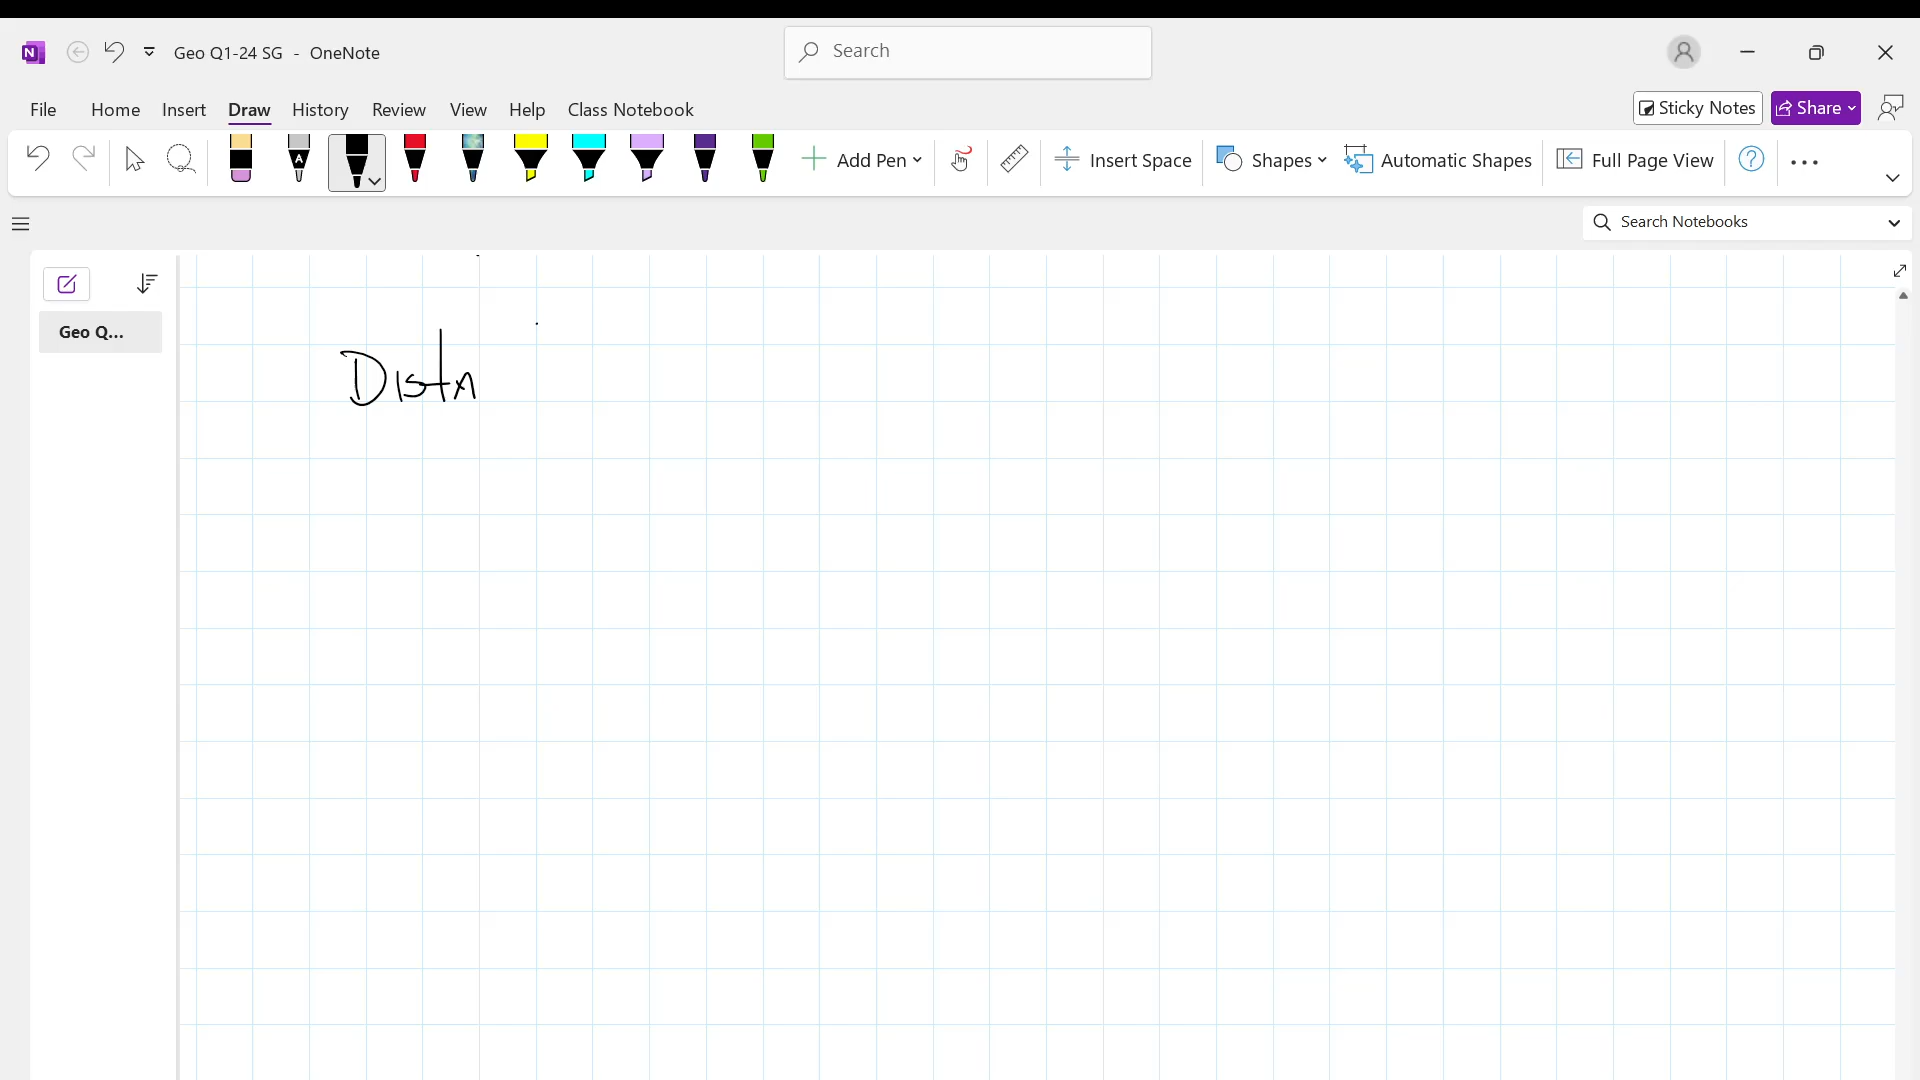 Geo Q1-24 SG - OneNote
Search
File Home Insert Draw History Review View Help Class Notebook
Sticky Notes
Share
A
Add Pen
Insert Space
Shapes
Automatic Shapes
Full Page View
Search Notebooks
Geo Q...
Distn